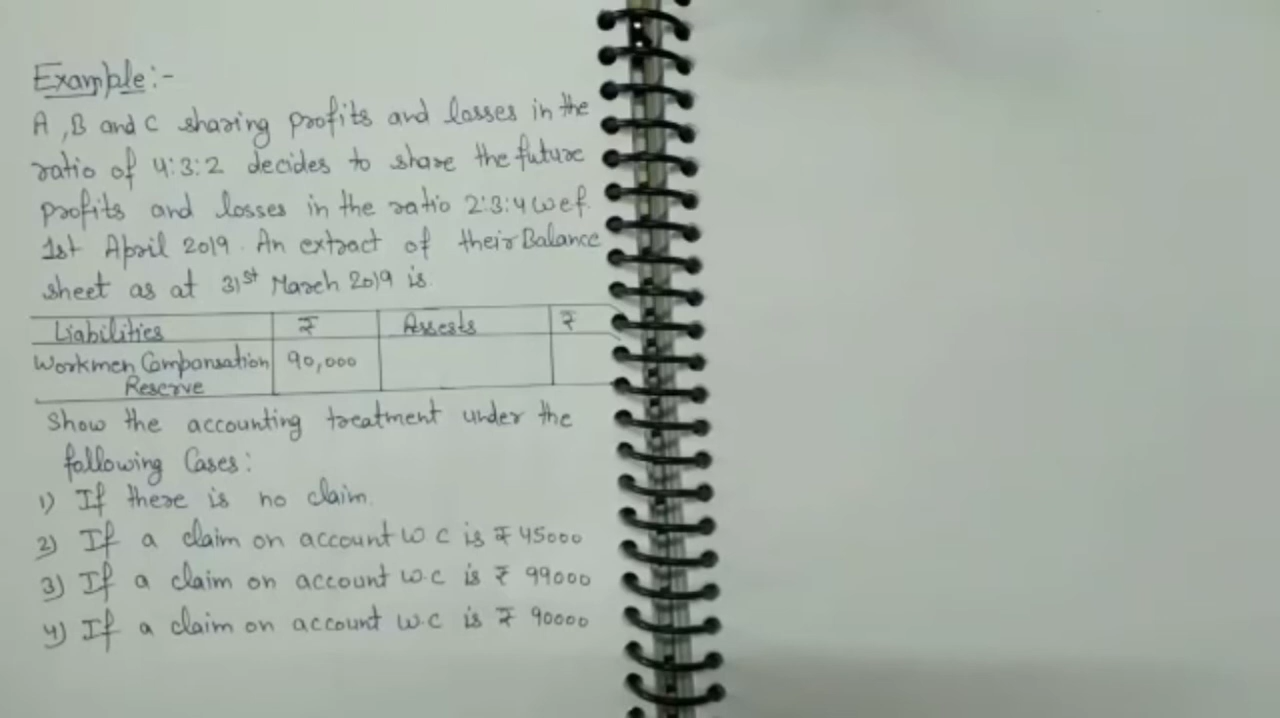 Example:-
A, B and C sharing profits and losses in the
ratio of 4:3:2 decides to share the future
profits and losses in the ratio 2:3:4 wef.
1st April 2019. An extract of their Balance
sheet as at 31st March 2019 is
Liabilities ₹ Assests ₹
Workmen Compansation 90,000
Reserve
Show the accounting treatment under the
following Cases:
1) If there is no claim.
2) If a claim on account w c is ₹ 45000
3) If a claim on account w.c is ₹ 99000
4) If a claim on account w.c is ₹ 90000